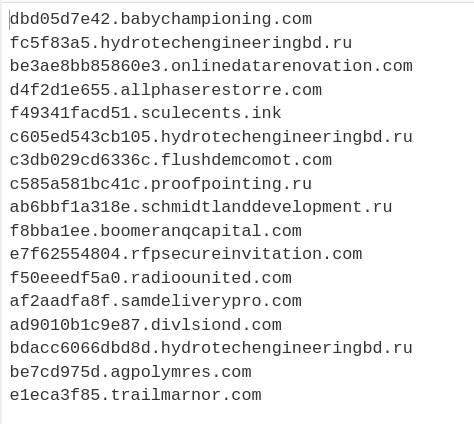 dbd05d7e42.babychampioning.com
fc5f83a5.hydrotechengineeringbd.ru
be3ae8bb85860e3.onlinedatarenovation.com
d4f2d1e655.allphaserestorre.com
f49341facd51.sculecents.ink
c605ed543cb105.hydrotechengineeringbd.ru
c3db029cd6336c.flushdemcomot.com
c585a581bc41c.proofpointing.ru
ab6bbf1a318e.schmidtlanddevelopment.ru
f8bba1ee.boomeranqcapital.com
e7f62554804.rfpsecureinvitation.com
f50eeedf5a0.radioounited.com
af2aadfa8f.samdeliverypro.com
ad9010b1c9e87.divlsiond.com
bdacc6066dbd8d.hydrotechengineeringbd.ru
be7cd975d.agpolymres.com
e1eca3f85.trailmarnor.com